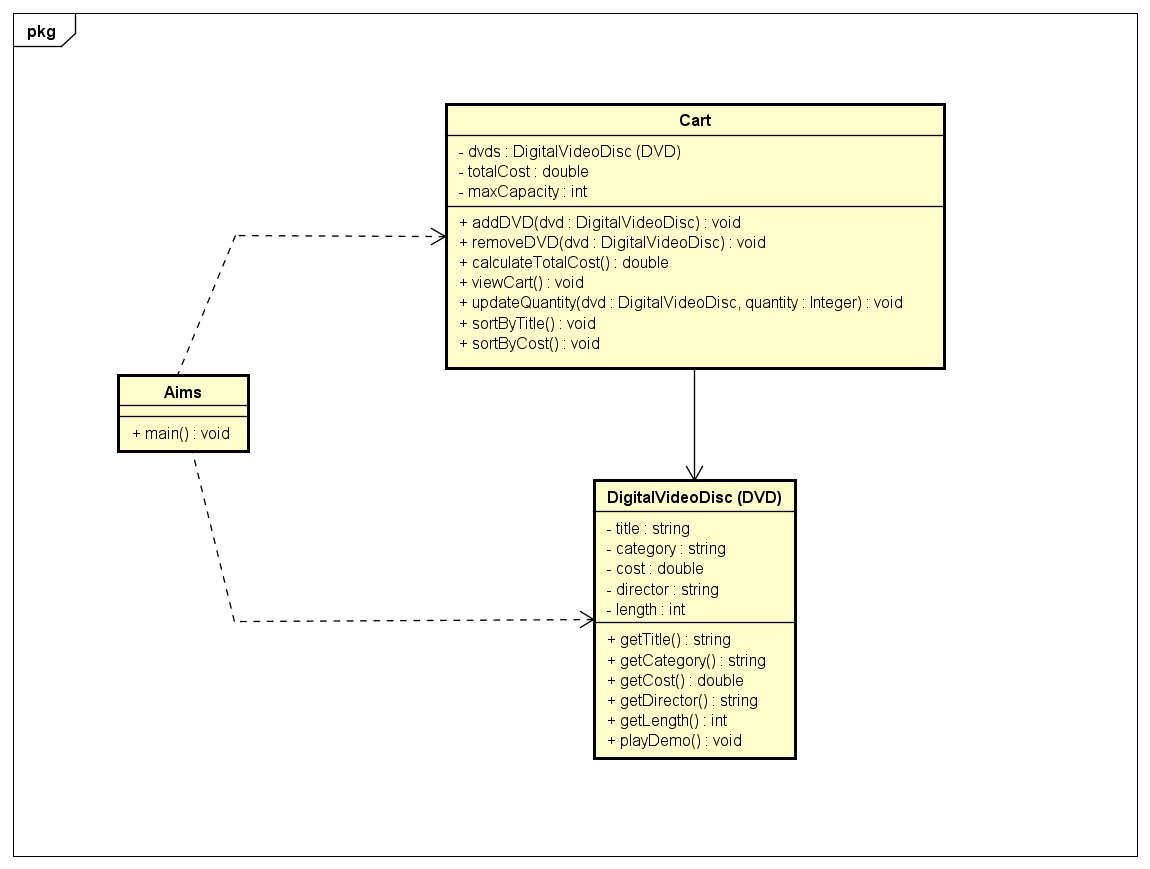 pkg
Cart
- dvds : DigitalVideoDisc (DVD)
- totalCost : double
- maxCapacity : int
+ addDVD(dvd : DigitalVideoDisc) : void
+ removeDVD(dvd : DigitalVideoDisc) : void
+ calculateTotalCost() : double
+ viewCart() : void
+ updateQuantity(dvd : DigitalVideoDisc, quantity : Integer) : void
+ sortByTitle() : void
+ sortByCost() : void
Aims
+ main() : void
DigitalVideoDisc (DVD)
- title : string
- category : string
- cost : double
- director : string
- length : int
+ getTitle() : string
+ getCategory() : string
+ getCost() : double
+ getDirector() : string
+ getLength() : int
+ playDemo() : void